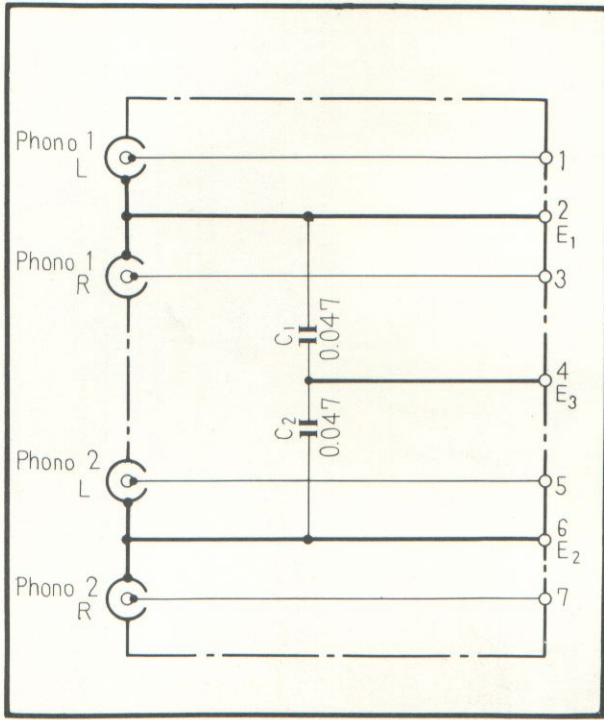 Phono 1
L
1
2
E₁
Phono 1
R
3
C₁
0.047
4
E₃
C₂
0.047
Phono 2
L
5
6
E₂
Phono 2
R
7